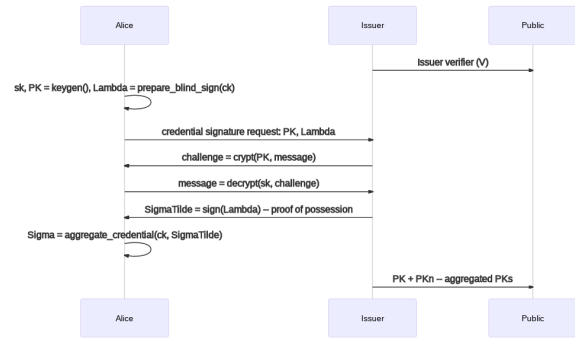 Alice
Issuer
Public
Issuer verifier (V)
sk, PK = keygen(), Lambda = prepare_blind_sign(ck)
credential signature request: PK, Lambda
challenge = crypt(PK, message)
message = decrypt(sk, challenge)
SigmaTilde = sign(Lambda) – proof of possession
Sigma = aggregate_credential(ck, SigmaTilde)
PK + PKn – aggregated PKs
Alice
Issuer
Public